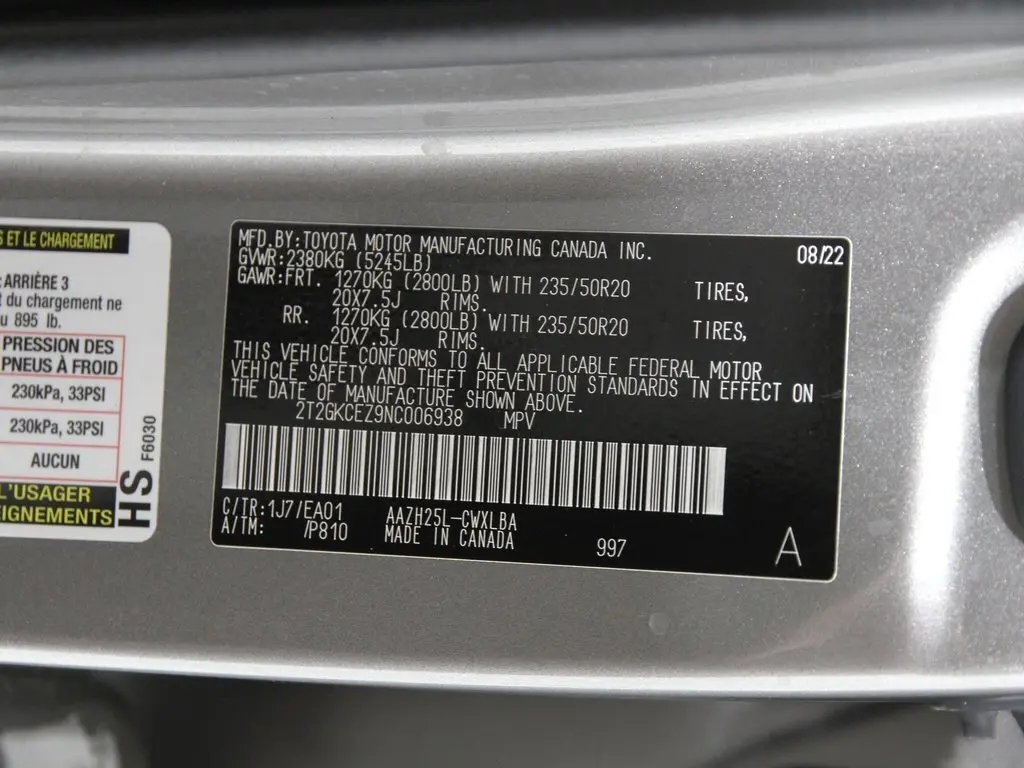 S ET LE CHARGEMENT
: ARRIÈRE 3
t du chargement ne
u 895 lb.
PRESSION DES
PNEUS À FROID
230kPa, 33PSI
230kPa, 33PSI
AUCUN
L'USAGER
EIGNEMENTS
HS F6030
MFD.BY:TOYOTA MOTOR MANUFACTURING CANADA INC. 08/22
GVWR:2380KG (5245LB)
GAWR:FRT. 1270KG (2800LB) WITH 235/50R20 TIRES,
20X7.5J RIMS.
RR. 1270KG (2800LB) WITH 235/50R20 TIRES,
20X7.5J RIMS.
THIS VEHICLE CONFORMS TO ALL APPLICABLE FEDERAL MOTOR
VEHICLE SAFETY AND THEFT PREVENTION STANDARDS IN EFFECT ON
THE DATE OF MANUFACTURE SHOWN ABOVE.
2T2GKCEZ9NC006938 MPV
C/TR:1J7/EA01 AAZH25L-CWXLBA
A/TM: /P810 MADE IN CANADA 997 A